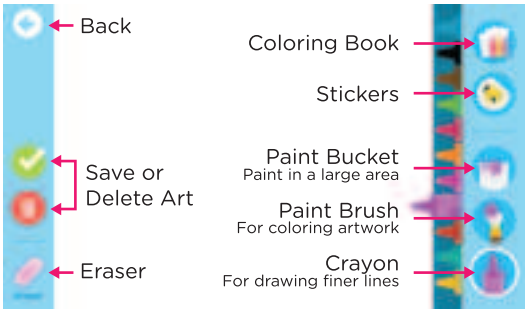 Back
Save or
Delete Art
Eraser
Coloring Book
Stickers
Paint Bucket
Paint in a large area
Paint Brush
For coloring artwork
Crayon
For drawing finer lines